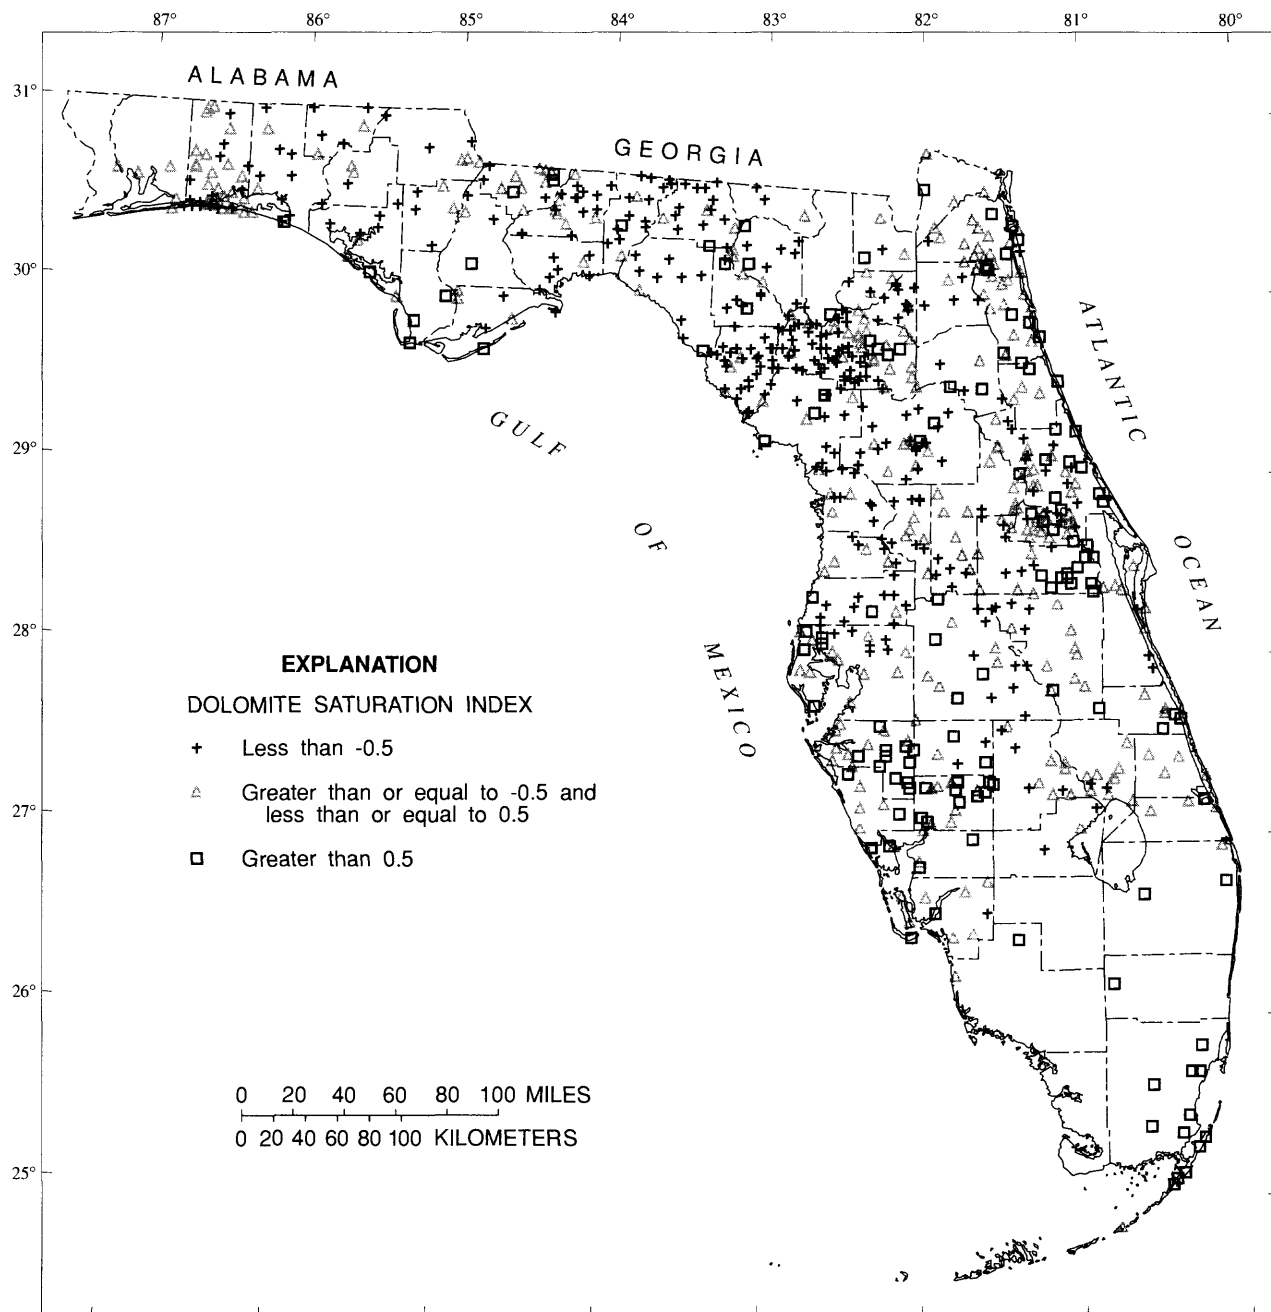 87° 86° 85° 84° 83° 82° 81° 80°
31°
ALABAMA
GEORGIA
30°
ATLANTIC
29°
GULF
OF
OCEAN
28°
MEXICO
EXPLANATION
DOLOMITE SATURATION INDEX
Less than -0.5
Greater than or equal to -0.5 and
less than or equal to 0.5
Greater than 0.5
27°
26°
0 20 40 60 80 100 MILES
0 20 40 60 80 100 KILOMETERS
25°